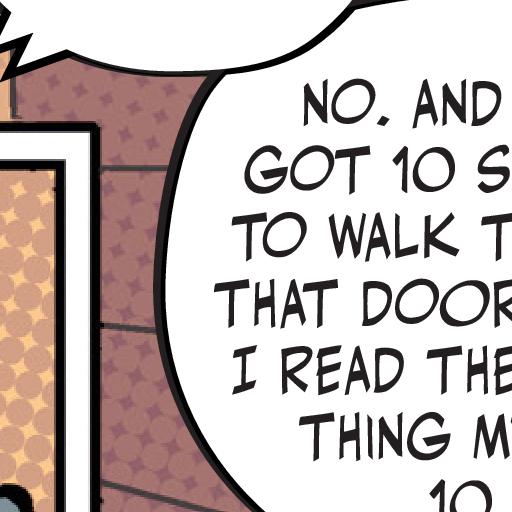 NO. AND
GOT 10 S
TO WALK T
THAT DOOR
I READ THE
THING M
10